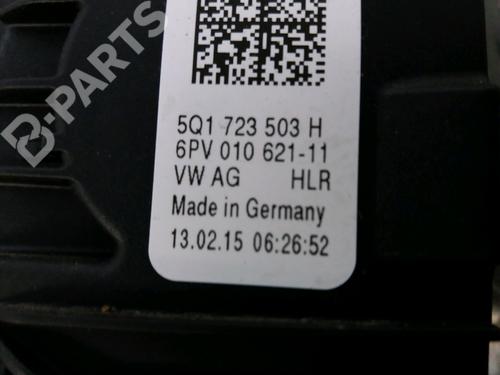 B-PARTS
5Q1 723 503 H
6PV 010 621-11
VW AG HLR
Made in Germany
13.02.15 06:26:52